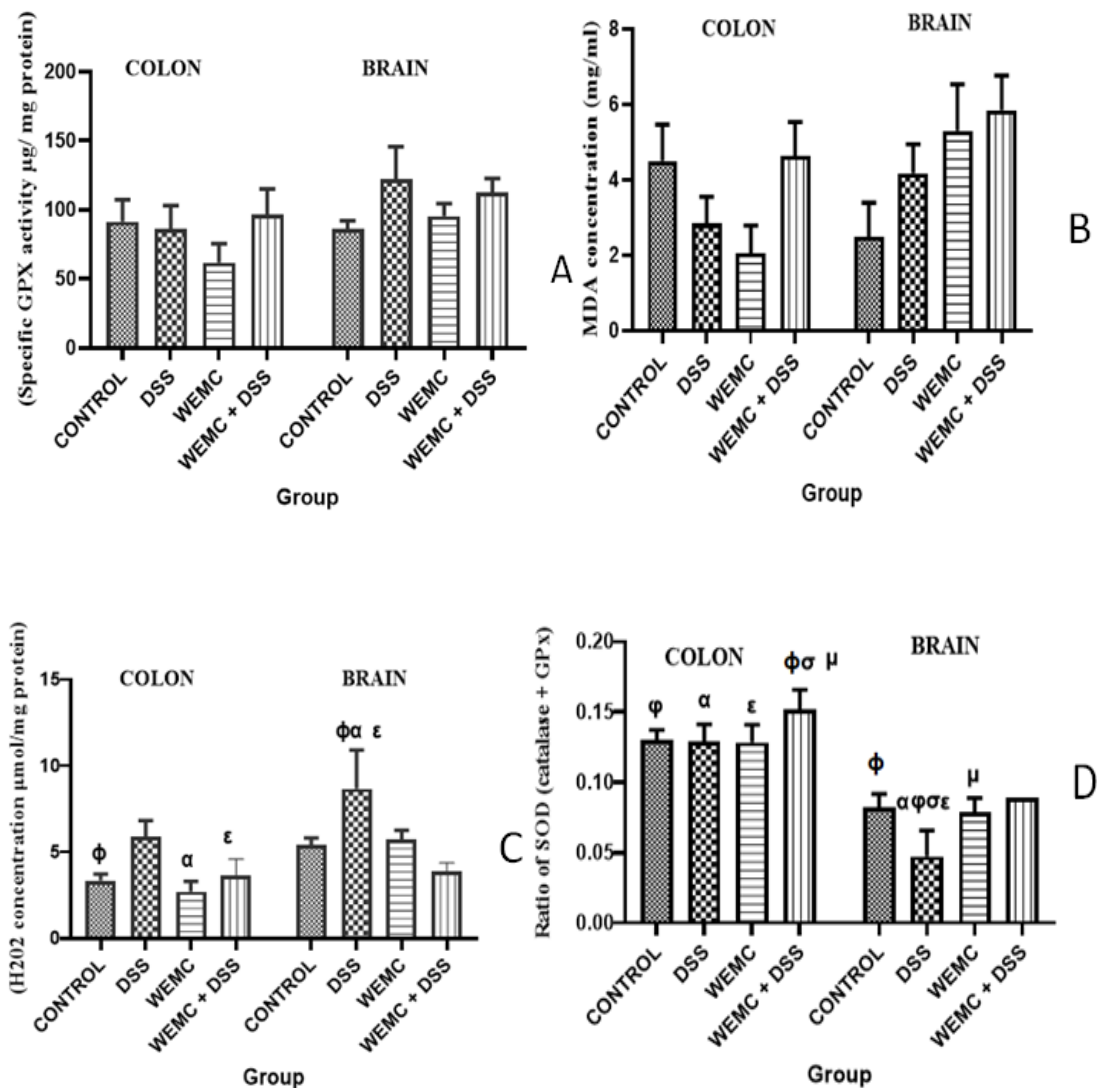 (Specific GPX activity µg/ mg protein)
COLON
BRAIN
200
150
100
50
0
CONTROL
DSS
WEMC
WEMC + DSS
CONTROL
DSS
WEMC
WEMC + DSS
Group
A
MDA concentration (mg/ml)
COLON
BRAIN
8
6
4
2
0
CONTROL
DSS
WEMC
WEMC + DSS
CONTROL
DSS
WEMC
WEMC + DSS
Group
B
(H202 concentration µmol/mg protein)
COLON
BRAIN
15
10
5
0
ϕ
α
ε
ϕα ε
CONTROL
DSS
WEMC
WEMC + DSS
CONTROL
DSS
WEMC
WEMC + DSS
Group
C
Ratio of SOD (catalase + GPx)
COLON
BRAIN
0.20
0.15
0.10
0.05
0.00
φ
α
ε
ϕσ µ
ϕ
αφσε
µ
CONTROL
DSS
WEMC
WEMC + DSS
CONTROL
DSS
WEMC
WEMC + DSS
Group
D